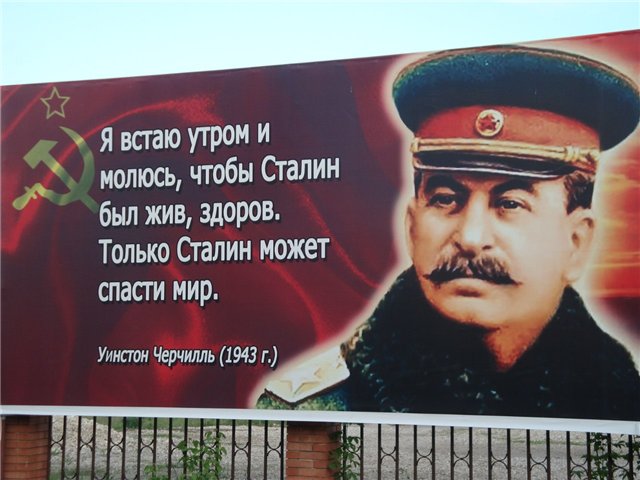 Я встаю утром и
молюсь, чтобы Сталин
был жив, здоров.
Только Сталин может
спасти мир.
Уинстон Черчилль (1943 г.)